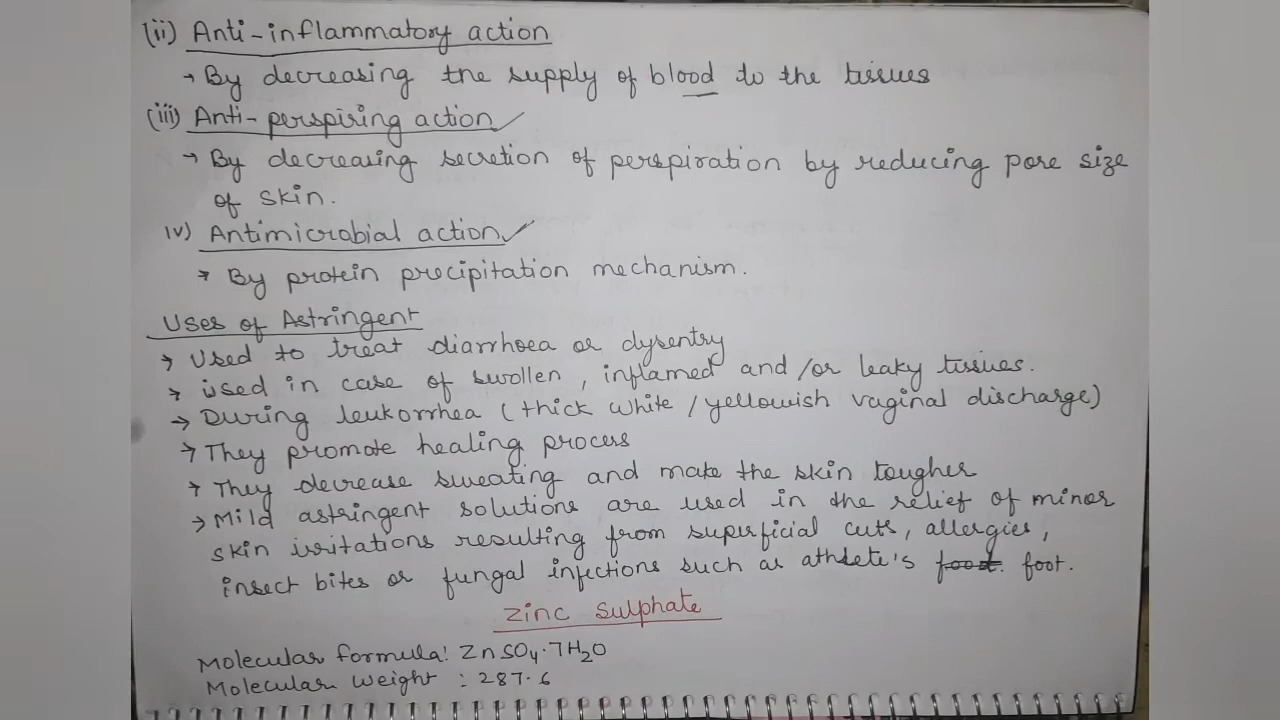 (ii) Anti-inflammatory action
→ By decreasing the supply of blood to the tissues
(iii) Anti-perspiring action ✓
→ By decreasing secretion of perspiration by reducing pore size
of skin.
iv) Antimicrobial action ✓
→ By protein precipitation mechanism.
Uses of Astringent
→ Used to treat diarrhoea or dysentry
→ used in case of swollen, inflamed and/or leaky tissues.
→ During leukorrhea (thick white/yellowish vaginal discharge)
→ They promote healing process
→ They decrease sweating and make the skin tougher
→ Mild astringent solutions are used in the relief of minor
skin irritations resulting from superficial cuts, allergies,
insect bites or fungal infections such as athlete's foot. foot.
Zinc Sulphate
Molecular formula: ZnSO4.7H2O
Molecular Weight : 287.6